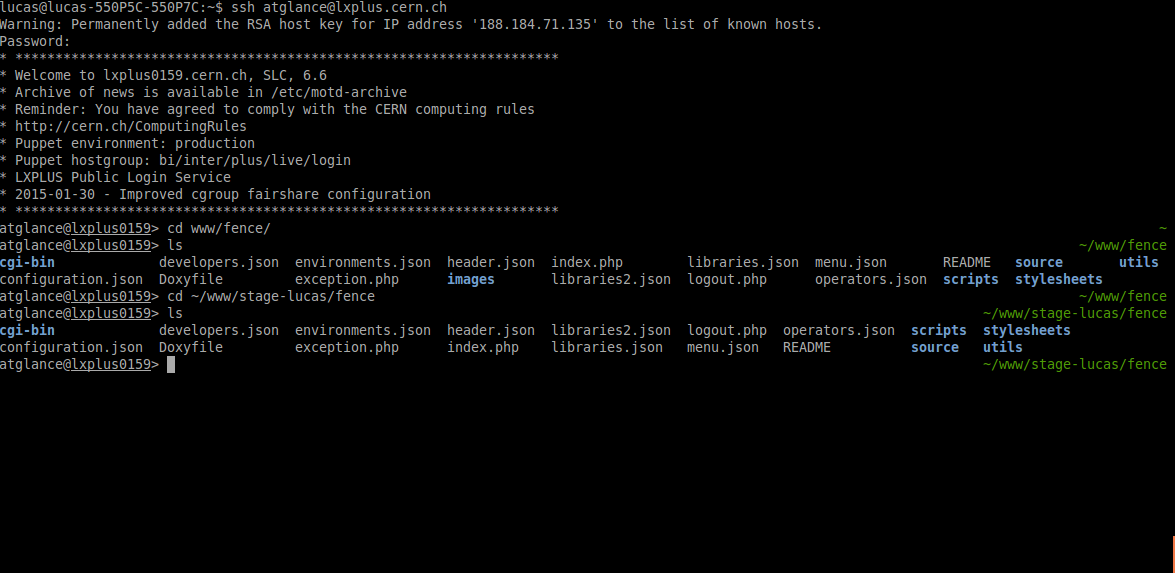 lucas@lucas-550P5C-550P7C:~$ ssh atglance@lxplus.cern.ch
Warning: Permanently added the RSA host key for IP address '188.184.71.135' to the list of known hosts.
Password:
* ********************************************************************
* Welcome to lxplus0159.cern.ch, SLC, 6.6
* Archive of news is available in /etc/motd-archive
* Reminder: You have agreed to comply with the CERN computing rules
* http://cern.ch/ComputingRules
* Puppet environment: production
* Puppet hostgroup: bi/inter/plus/live/login
* LXPLUS Public Login Service
* 2015-01-30 - Improved cgroup fairshare configuration
* ********************************************************************
atglance@lxplus0159> cd www/fence/ ~
atglance@lxplus0159> ls ~/www/fence
cgi-bin developers.json environments.json header.json index.php libraries.json menu.json README source utils
configuration.json Doxyfile exception.php images libraries2.json logout.php operators.json scripts stylesheets
atglance@lxplus0159> cd ~/www/stage-lucas/fence ~/www/fence
atglance@lxplus0159> ls ~/www/stage-lucas/fence
cgi-bin developers.json environments.json header.json libraries2.json logout.php operators.json scripts stylesheets
configuration.json Doxyfile exception.php index.php libraries.json menu.json README source utils
atglance@lxplus0159> ~/www/stage-lucas/fence